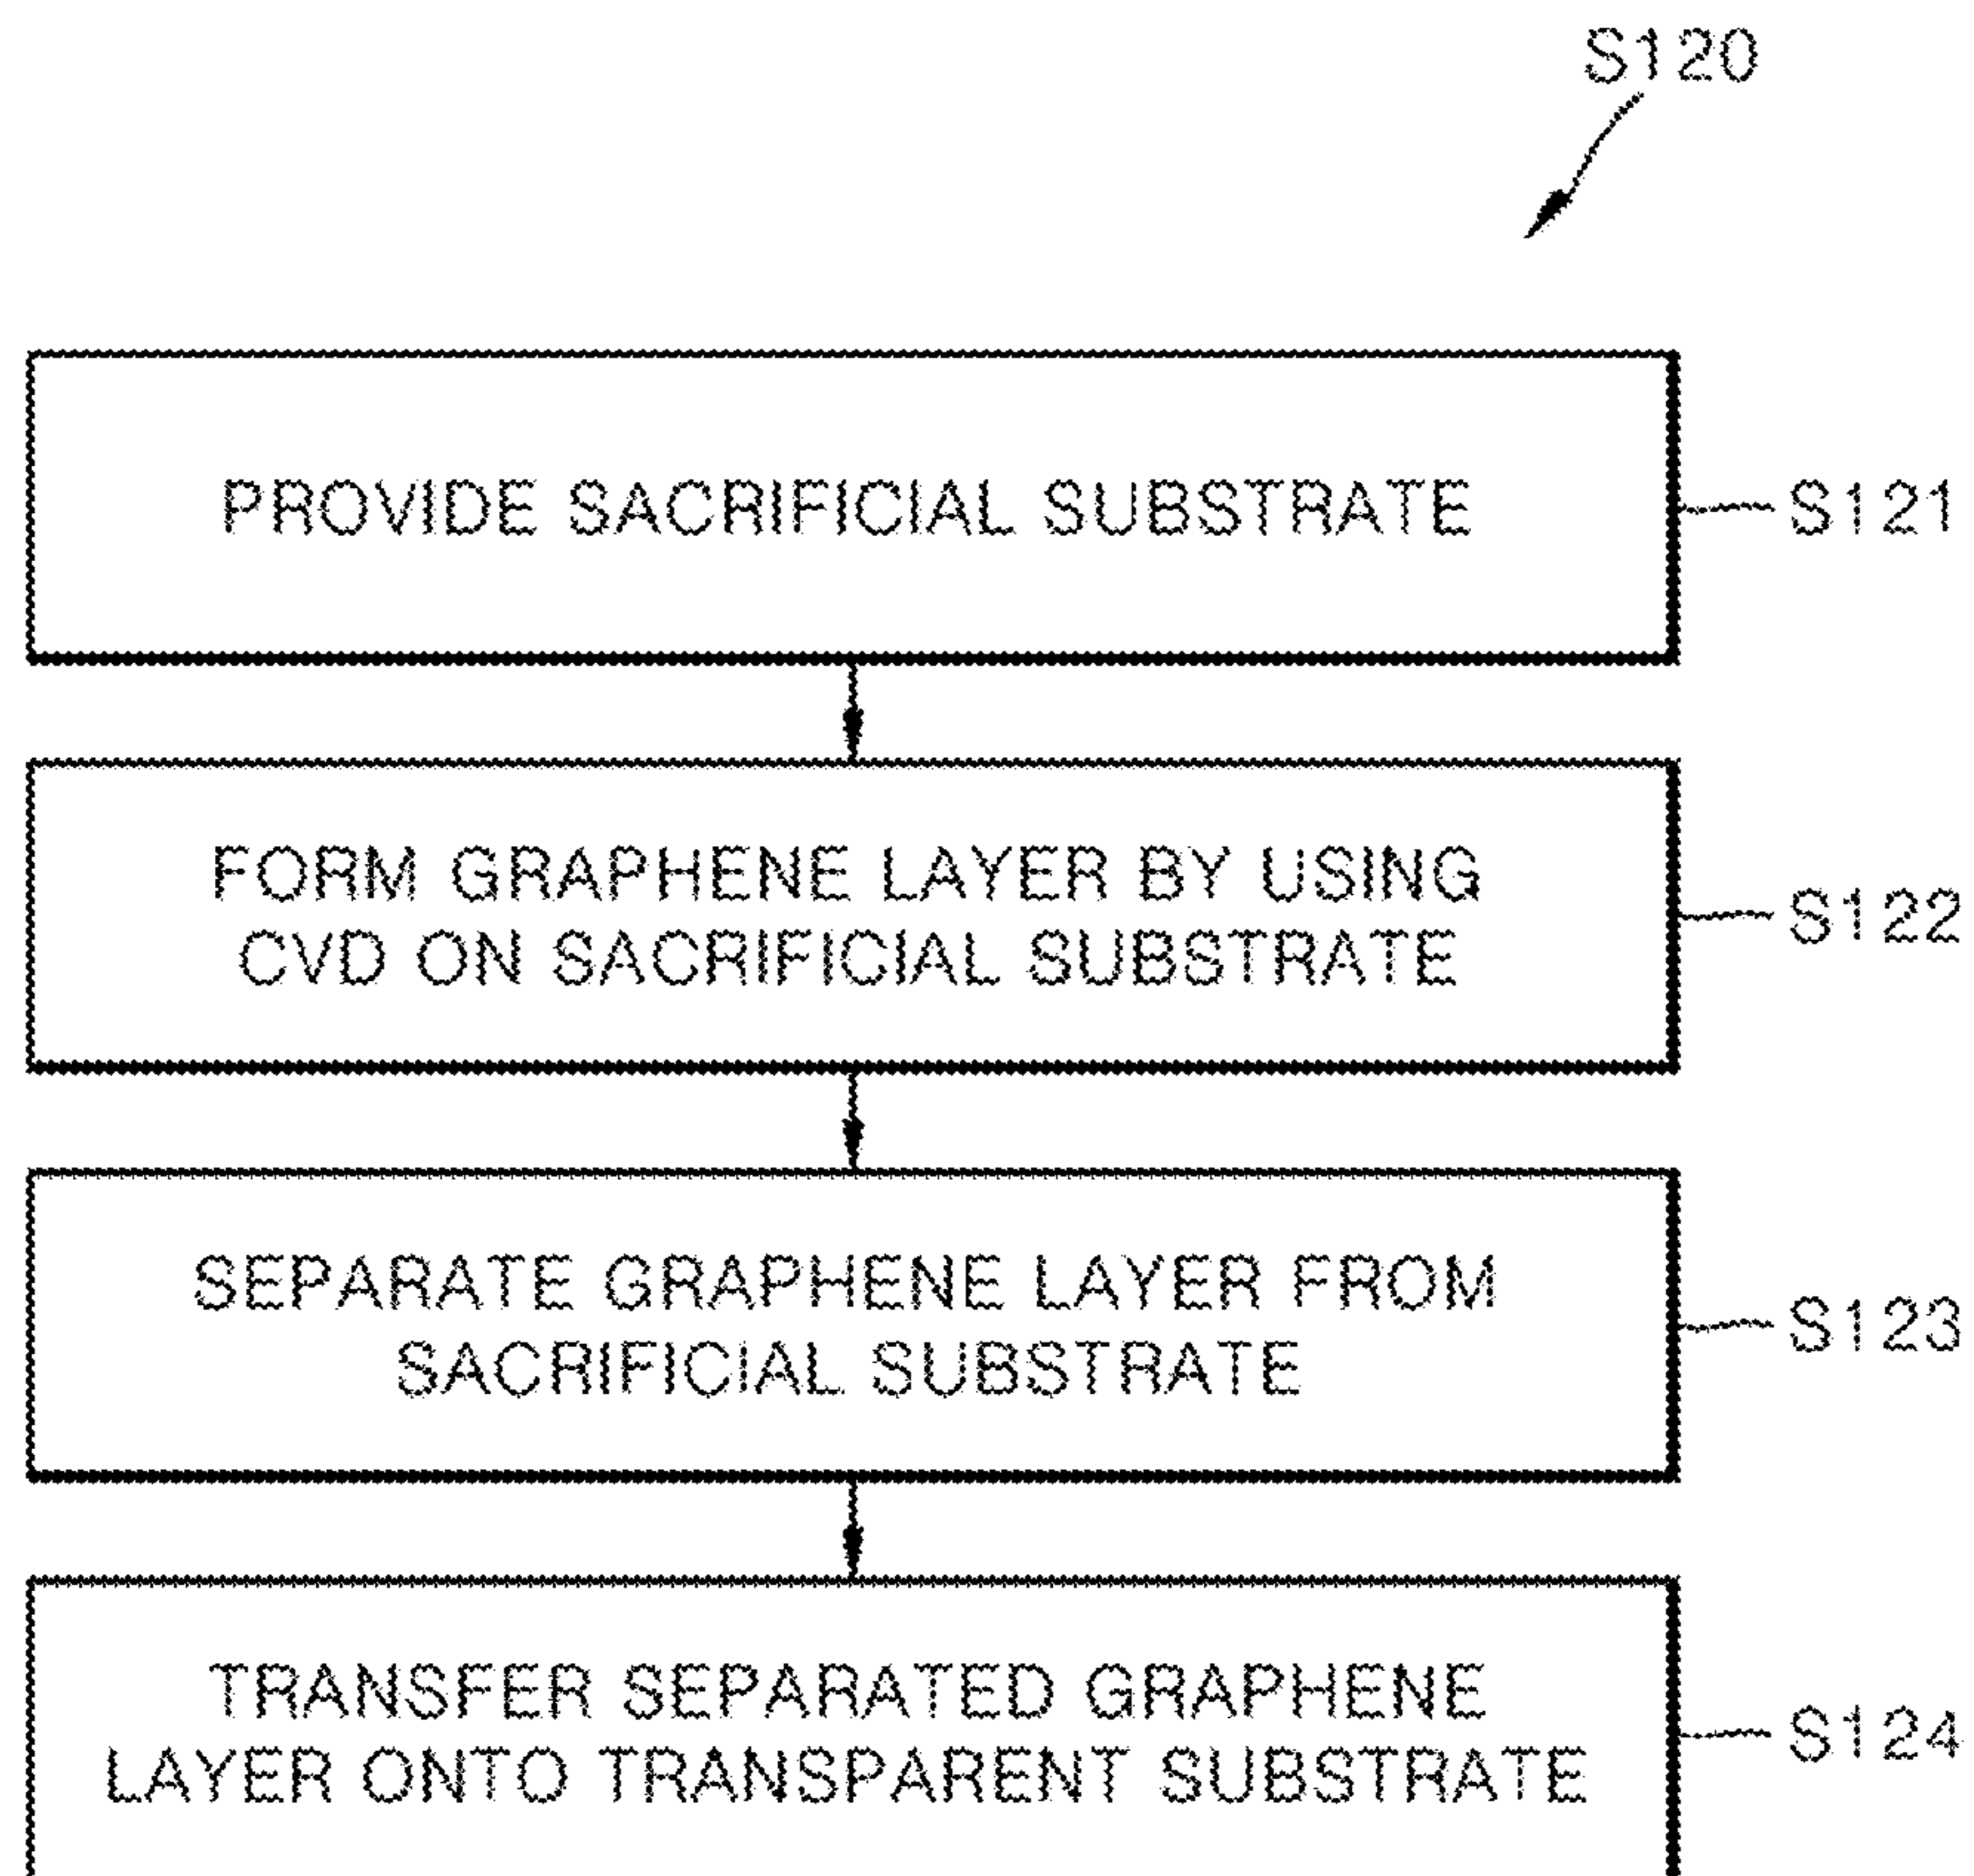 S120
PROVIDE SACRIFICIAL SUBSTRATE
S121
FORM GRAPHENE LAYER BY USING
CVD ON SACRIFICIAL SUBSTRATE
S122
SEPARATE GRAPHENE LAYER FROM
SACRIFICIAL SUBSTRATE
S123
TRANSFER SEPARATED GRAPHENE
LAYER ONTO TRANSPARENT SUBSTRATE
S124